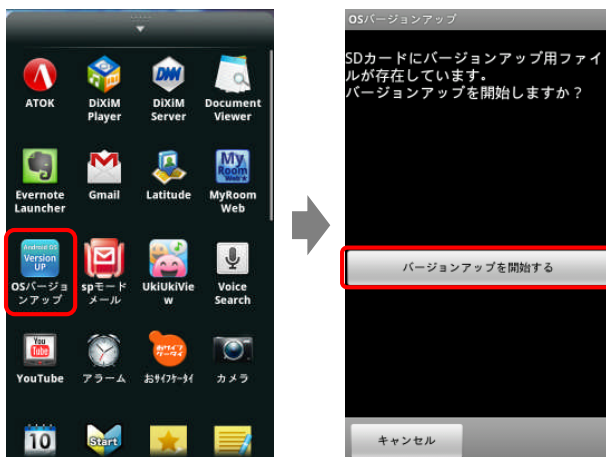 ATOK
DiXiM
Player
DiXiM
Server
Document
Viewer
Evernote
Launcher
Gmail
Latitude
My
Room
Web
MyRoom
Web
Android OS
Version
UP
OSバージョ
ンアップ
spモード
メール
UkiUkiVie
w
Voice
Search
You
Tube
YouTube
アラーム
おサイフケータイ
カメラ
10
Start
OSバージョンアップ
SDカードにバージョンアップ用ファイ
ルが存在しています。
バージョンアップを開始しますか？
バージョンアップを開始する
キャンセル